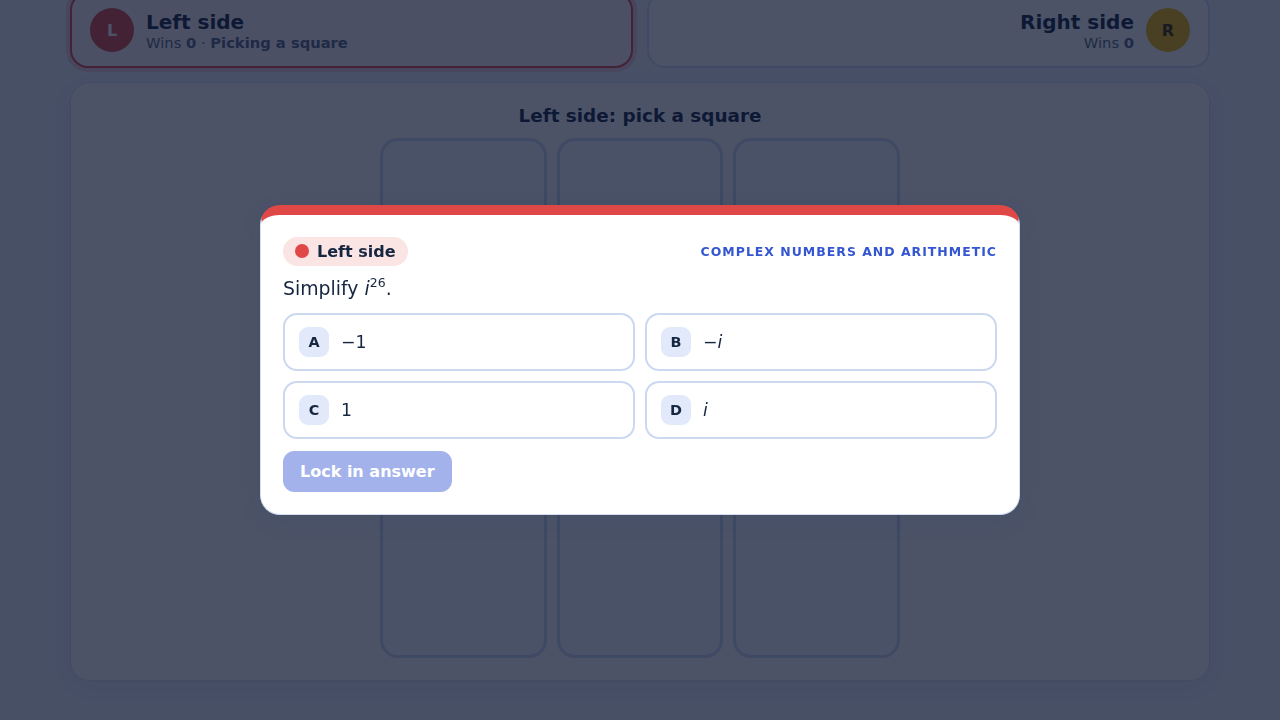 L
Left side
Wins 0 · Picking a square
Right side
Wins 0
R
Left side: pick a square
Left side
COMPLEX NUMBERS AND ARITHMETIC
Simplify i²⁶.
A −1
B −i
C 1
D i
Lock in answer